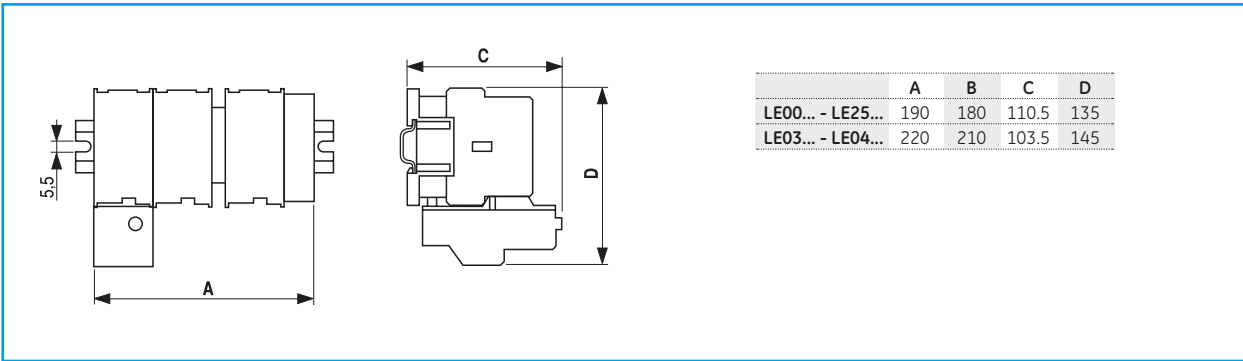 C
5,5
D
A
A B C D
LE00... - LE25... 190 180 110.5 135
LE03... - LE04... 220 210 103.5 145